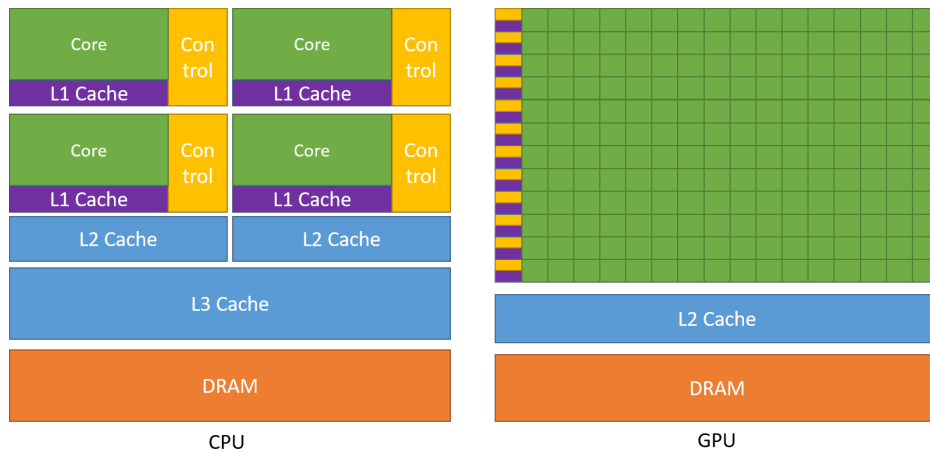 Core
Con
trol
L1 Cache
Core
Con
trol
L1 Cache
Core
Con
trol
L1 Cache
Core
Con
trol
L1 Cache
L2 Cache
L2 Cache
L3 Cache
DRAM
CPU
L2 Cache
DRAM
GPU